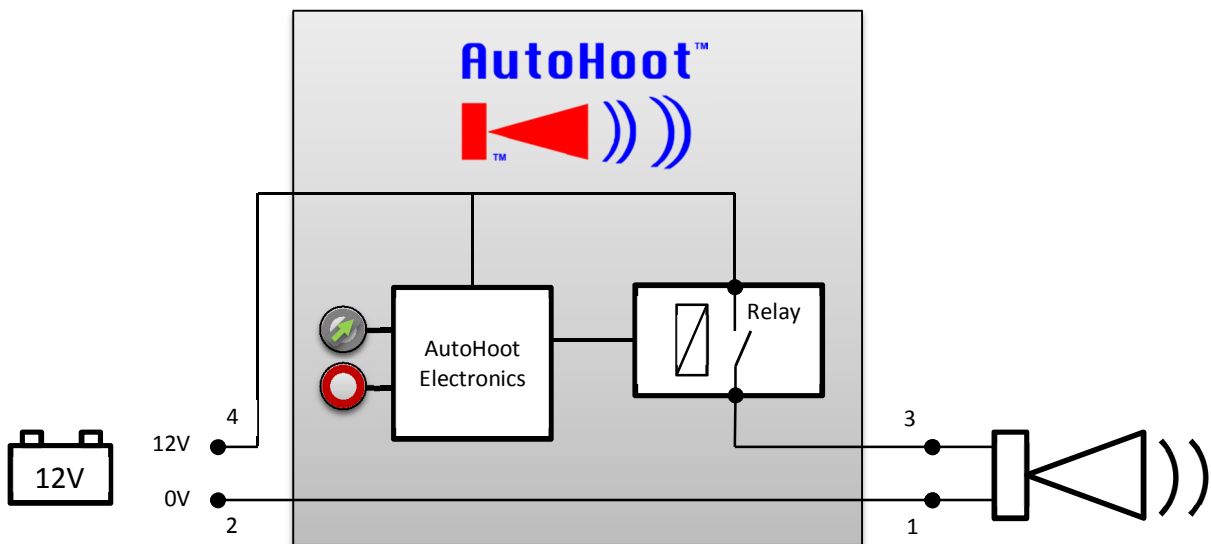 AutoHoot™
™
Relay
AutoHoot
Electronics
4
12V
3
12V
0V
2
1